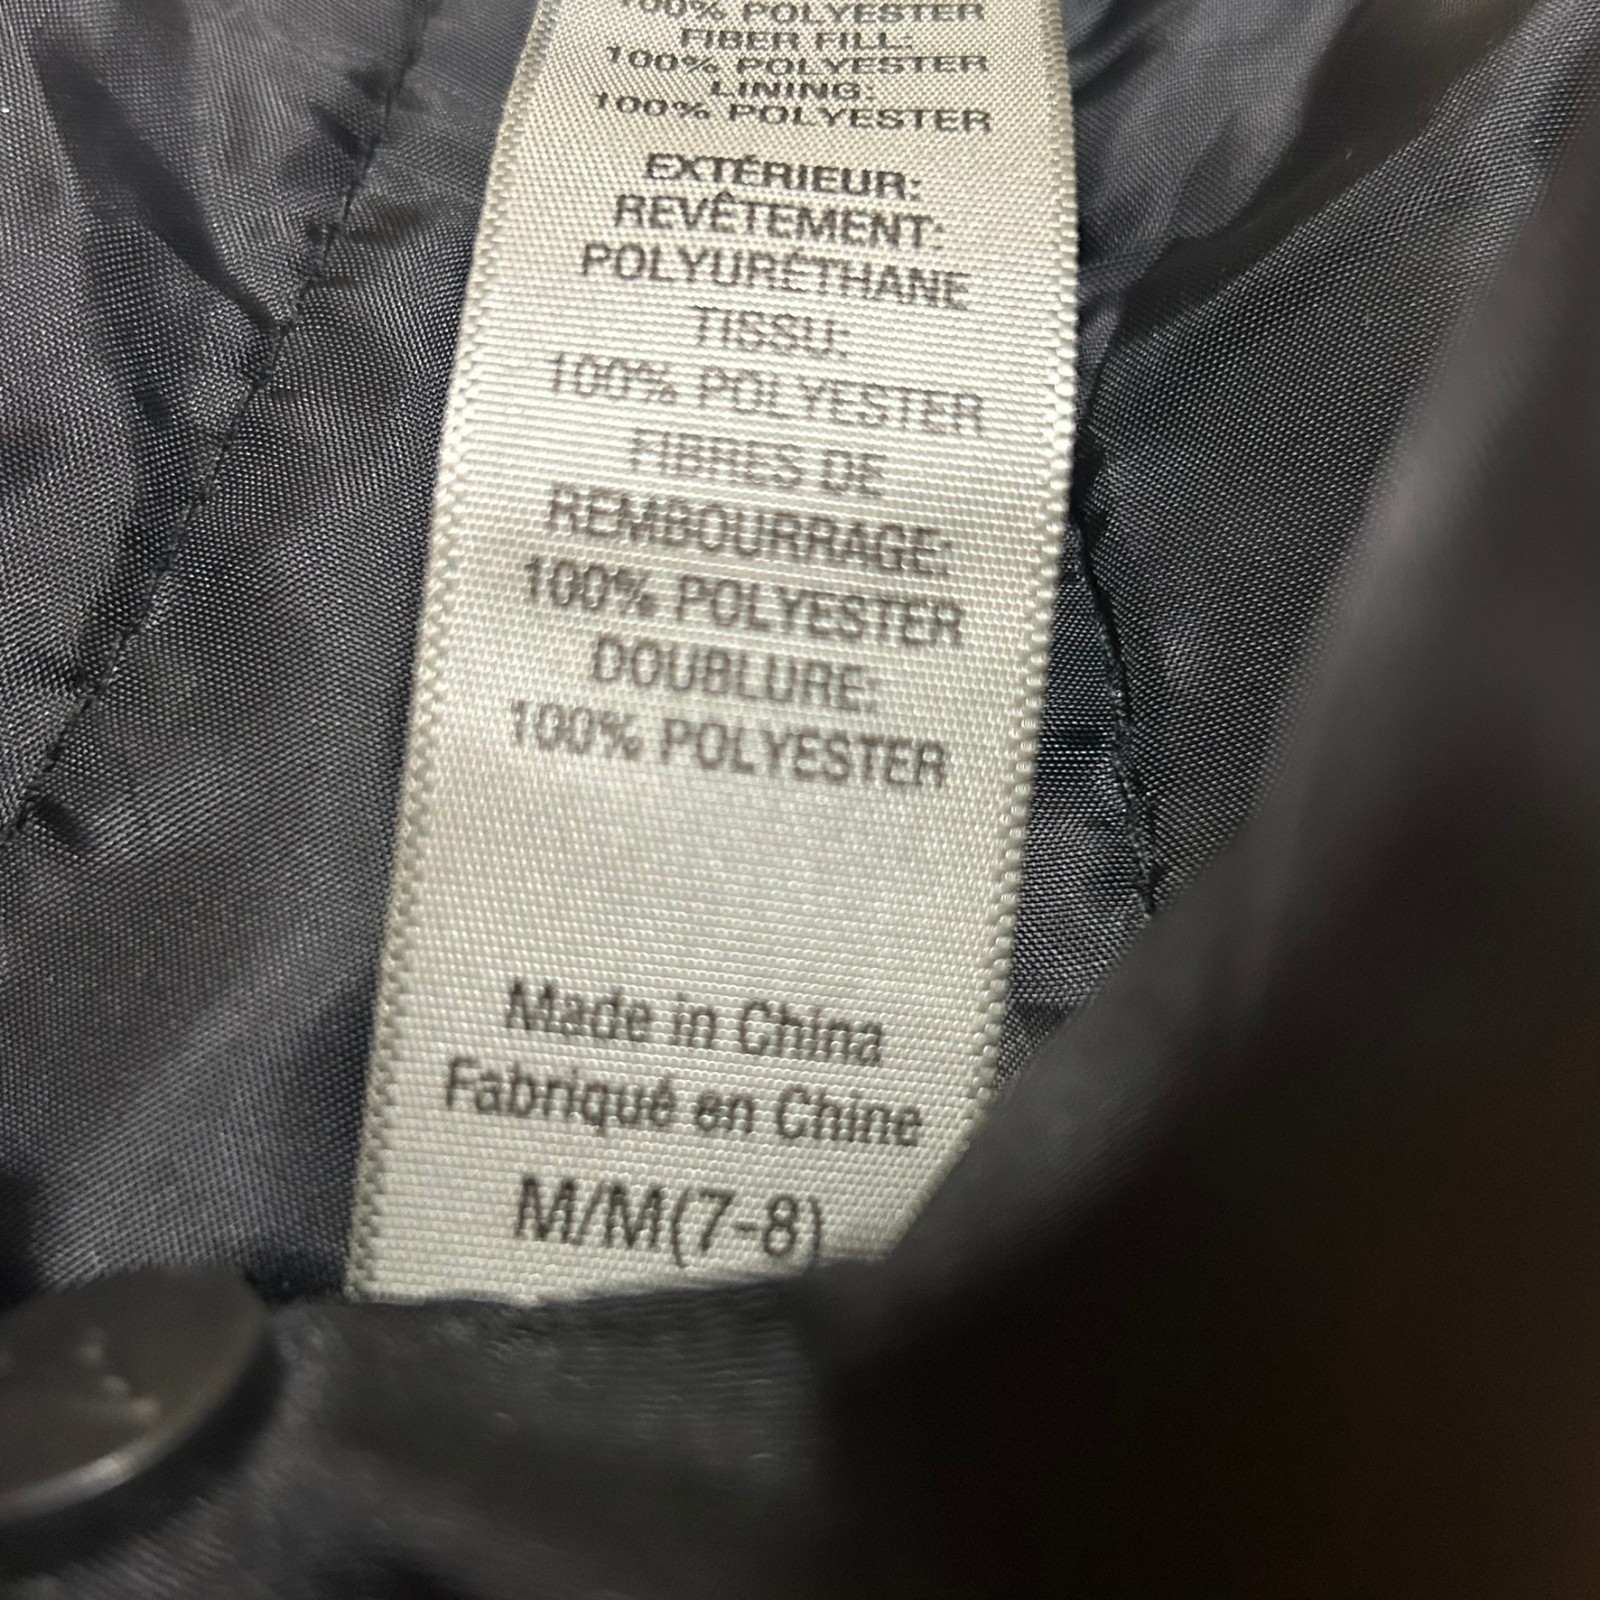 100% POLYESTER
FIBER FILL:
100% POLYESTER
LINING:
100% POLYESTER
EXTÉRIEUR:
REVÊTEMENT:
POLYURÉTHANE
TISSU:
100% POLYESTER
FIBRES DE
REMBOURRAGE:
100% POLYESTER
DOUBLURE:
100% POLYESTER
Made in China
Fabriqué en Chine
M/M(7-8)